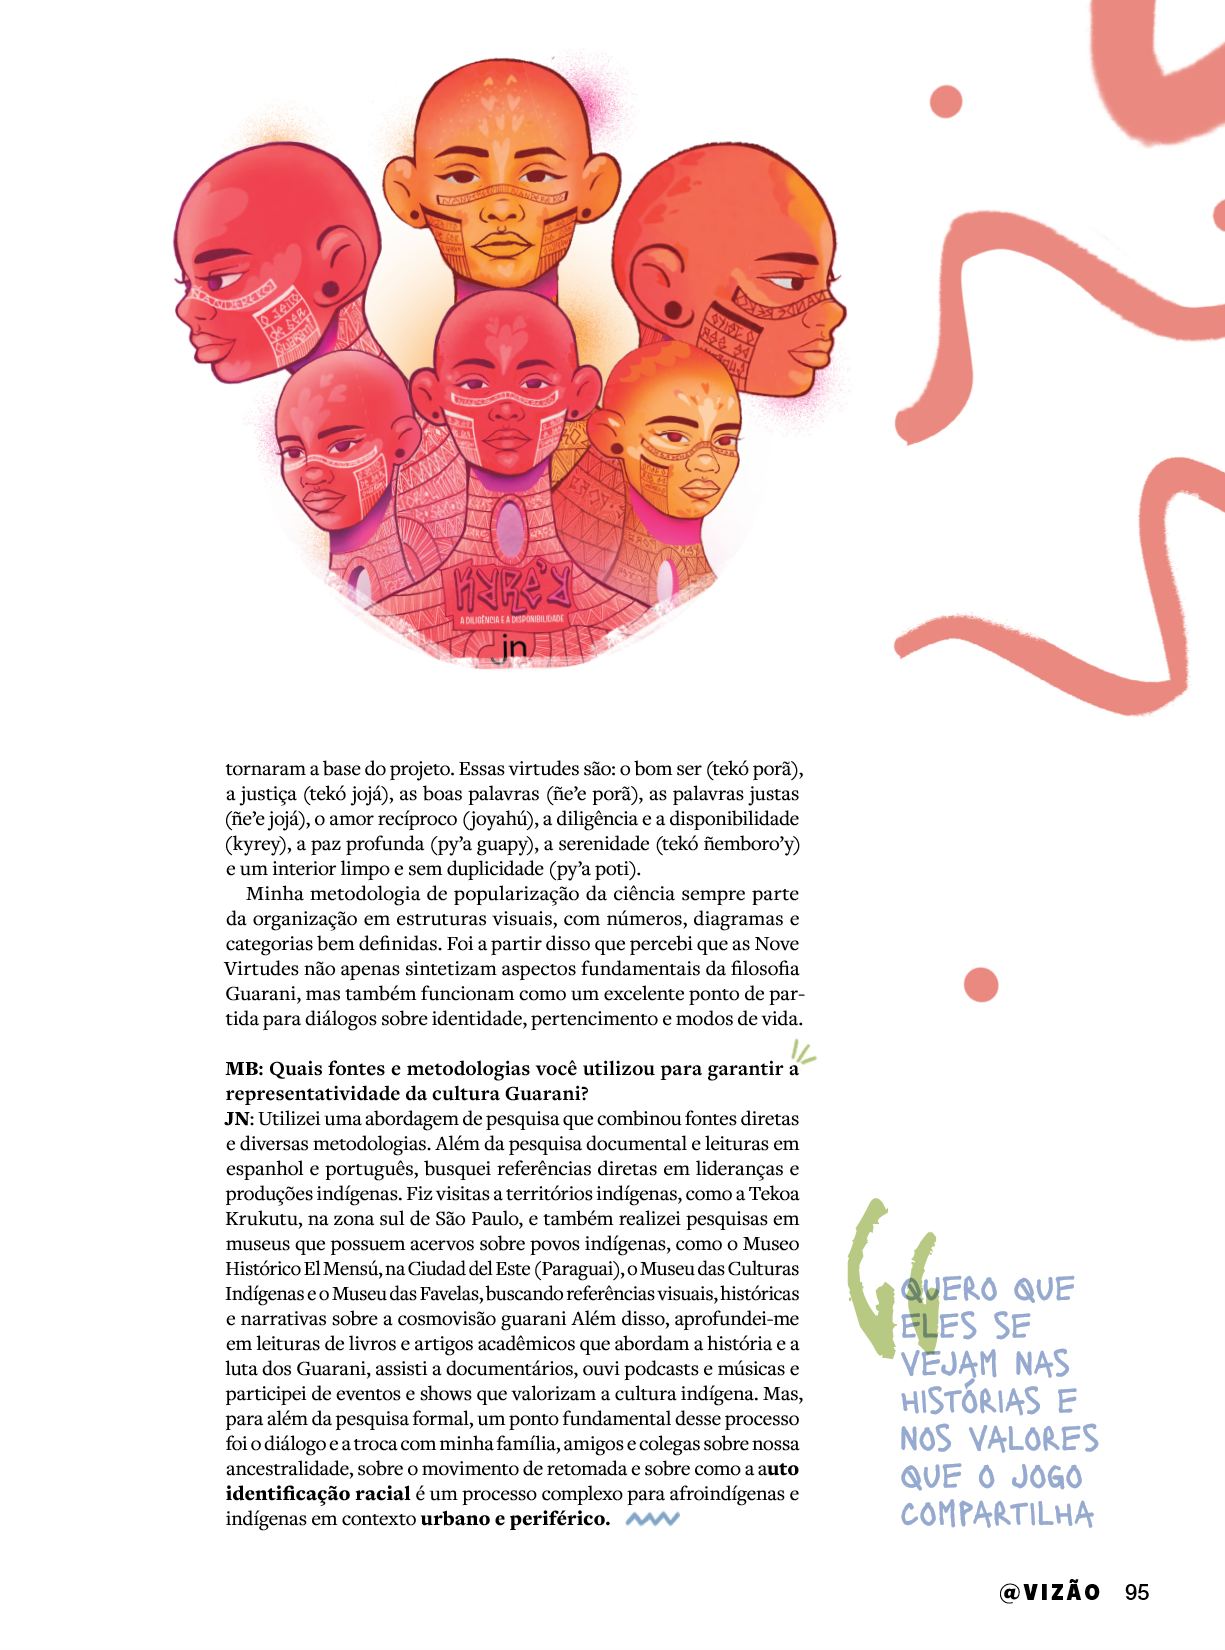 ÑANDEREKO
O JEITO
de ser
Guarani
KYRE'Y
A DILIGÊNCIA E A DISPONIBILIDADE
jn
tornaram a base do projeto. Essas virtudes são: o bom ser (tekó porã),
a justiça (tekó jojá), as boas palavras (ñe’e porã), as palavras justas
(ñe’e jojá), o amor recíproco (joyahú), a diligência e a disponibilidade
(kyrey), a paz profunda (py’a guapy), a serenidade (tekó ñemboro’y)
e um interior limpo e sem duplicidade (py’a poti).
Minha metodologia de popularização da ciência sempre parte
da organização em estruturas visuais, com números, diagramas e
categorias bem definidas. Foi a partir disso que percebi que as Nove
Virtudes não apenas sintetizam aspectos fundamentais da filosofia
Guarani, mas também funcionam como um excelente ponto de par-
tida para diálogos sobre identidade, pertencimento e modos de vida.
MB: Quais fontes e metodologias você utilizou para garantir a
representatividade da cultura Guarani?
JN: Utilizei uma abordagem de pesquisa que combinou fontes diretas
e diversas metodologias. Além da pesquisa documental e leituras em
espanhol e português, busquei referências diretas em lideranças e
produções indígenas. Fiz visitas a territórios indígenas, como a Tekoa
Krukutu, na zona sul de São Paulo, e também realizei pesquisas em
museus que possuem acervos sobre povos indígenas, como o Museo
Histórico El Mensú, na Ciudad del Este (Paraguai), o Museu das Culturas
Indígenas e o Museu das Favelas, buscando referências visuais, históricas
e narrativas sobre a cosmovisão guarani Além disso, aprofundei-me
em leituras de livros e artigos acadêmicos que abordam a história e a
luta dos Guarani, assisti a documentários, ouvi podcasts e músicas e
participei de eventos e shows que valorizam a cultura indígena. Mas,
para além da pesquisa formal, um ponto fundamental desse processo
foi o diálogo e a troca com minha família, amigos e colegas sobre nossa
ancestralidade, sobre o movimento de retomada e sobre como a auto
identificação racial é um processo complexo para afroindígenas e
indígenas em contexto urbano e periférico.
QUERO QUE
ELES SE
VEJAM NAS
HISTÓRIAS E
NOS VALORES
QUE O JOGO
COMPARTILHA
@VIZÃO 95